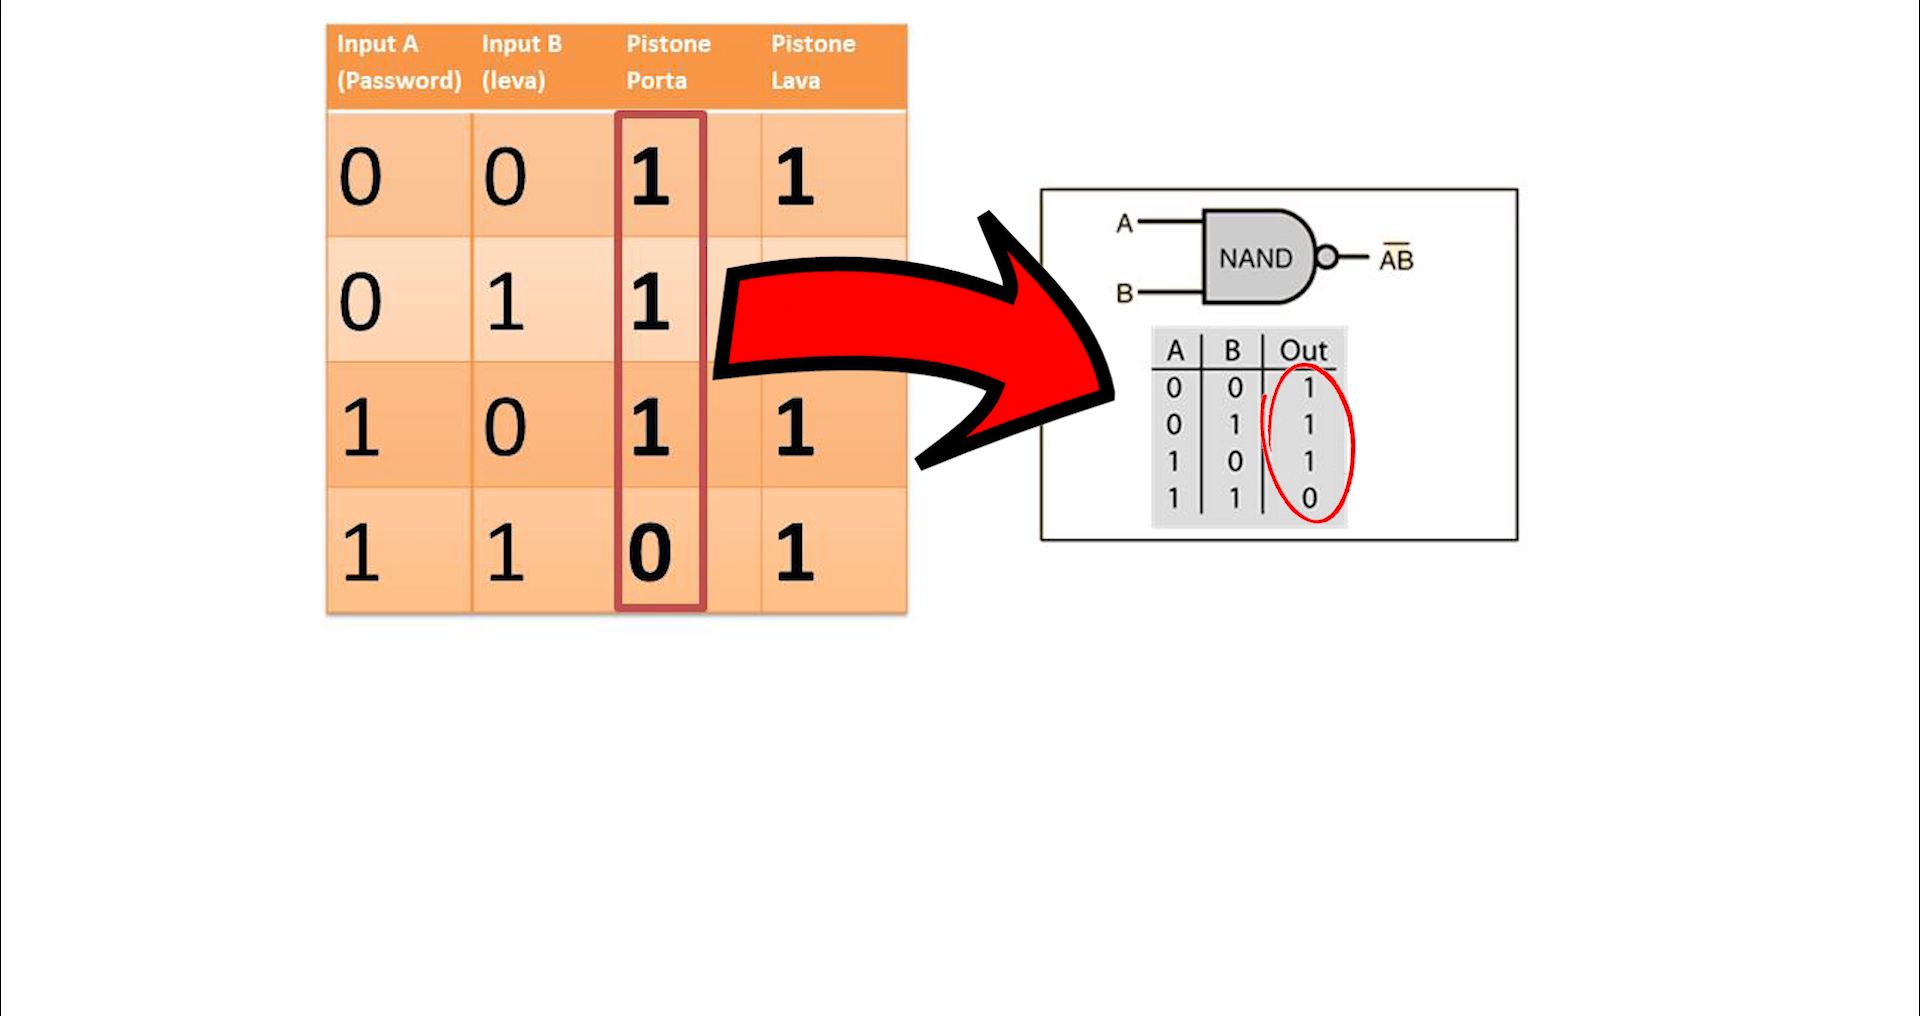 Input A (Password) Input B (leva) Pistone Porta Pistone Lava
0 0 1 1
0 1 1
1 0 1 1
1 1 0 1
A
NAND
A̅B̅
B
A B Out
0 0 1
0 1 1
1 0 1
1 1 0